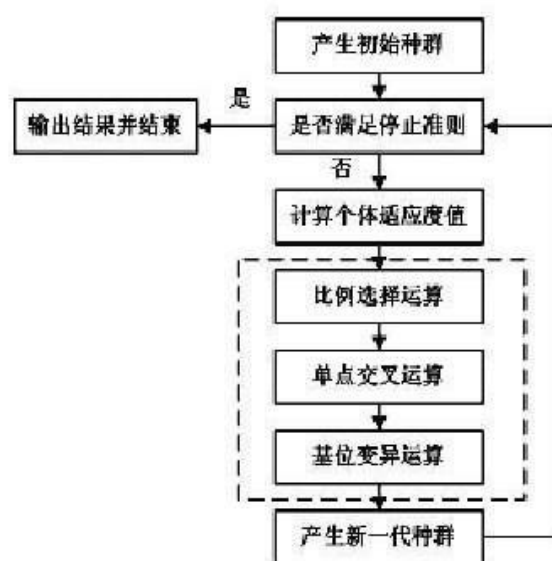 产生初始种群
是
输出结果并结束
是否满足停止准则
否
计算个体适应度值
比例选择运算
单点交叉运算
基位变异运算
产生新一代种群